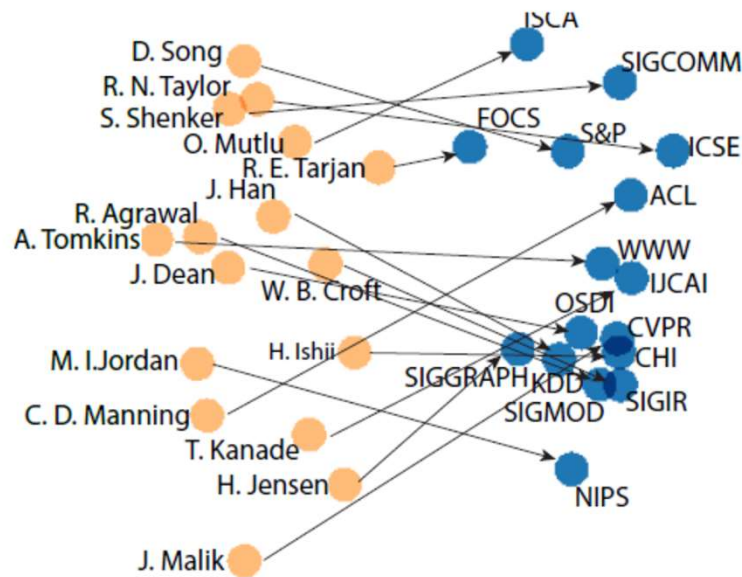 ISCA
D. Song
SIGCOMM
R. N. Taylor
S. Shenker
FOCS
S&P
O. Mutlu
ICSE
R. E. Tarjan
J. Han
ACL
R. Agrawal
A. Tomkins
WWW
J. Dean
IJCAI
W. B. Croft
OSDI
CVPR
H. Ishii
CHI
M. I.Jordan
SIGGRAPH
KDD
SIGIR
SIGMOD
C. D. Manning
T. Kanade
H. Jensen
NIPS
J. Malik